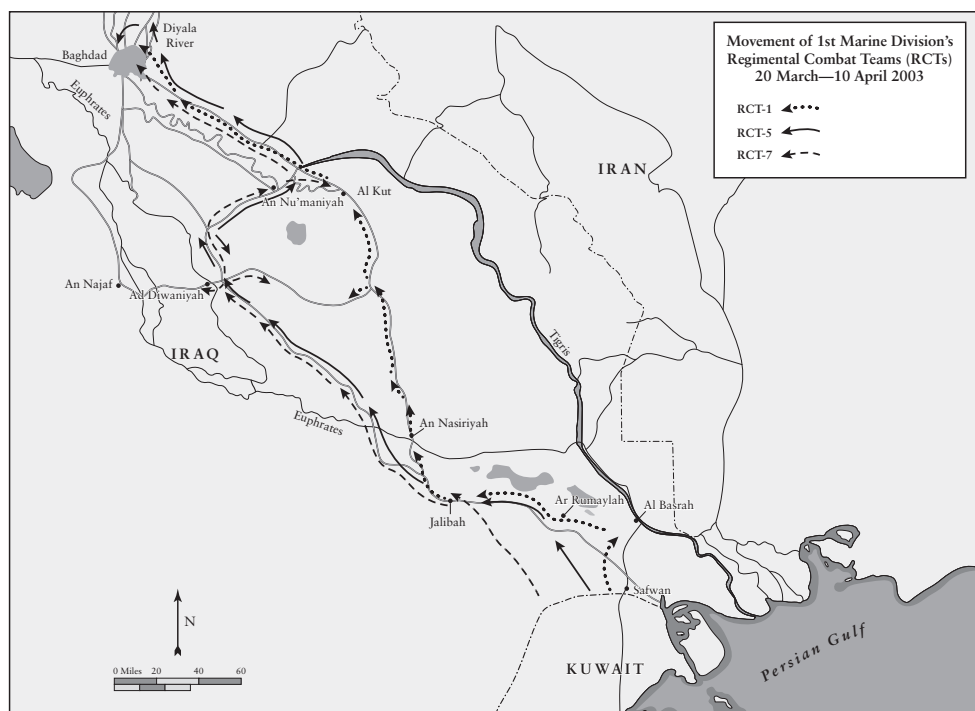 Diyala
River
Baghdad
Euphrates
Movement of 1st Marine Division's
Regimental Combat Teams (RCTs)
20 March—10 April 2003
RCT-1
RCT-5
RCT-7
IRAN
Al Kut
An Nu'maniyah
An Najaf
Ad Diwaniyah
IRAQ
Tigris
Euphrates
An Nasiriyah
Ar Rumaylah
Al Basrah
Jalibah
Safwan
N
KUWAIT
Persian Gulf
0 Miles 20 40 60